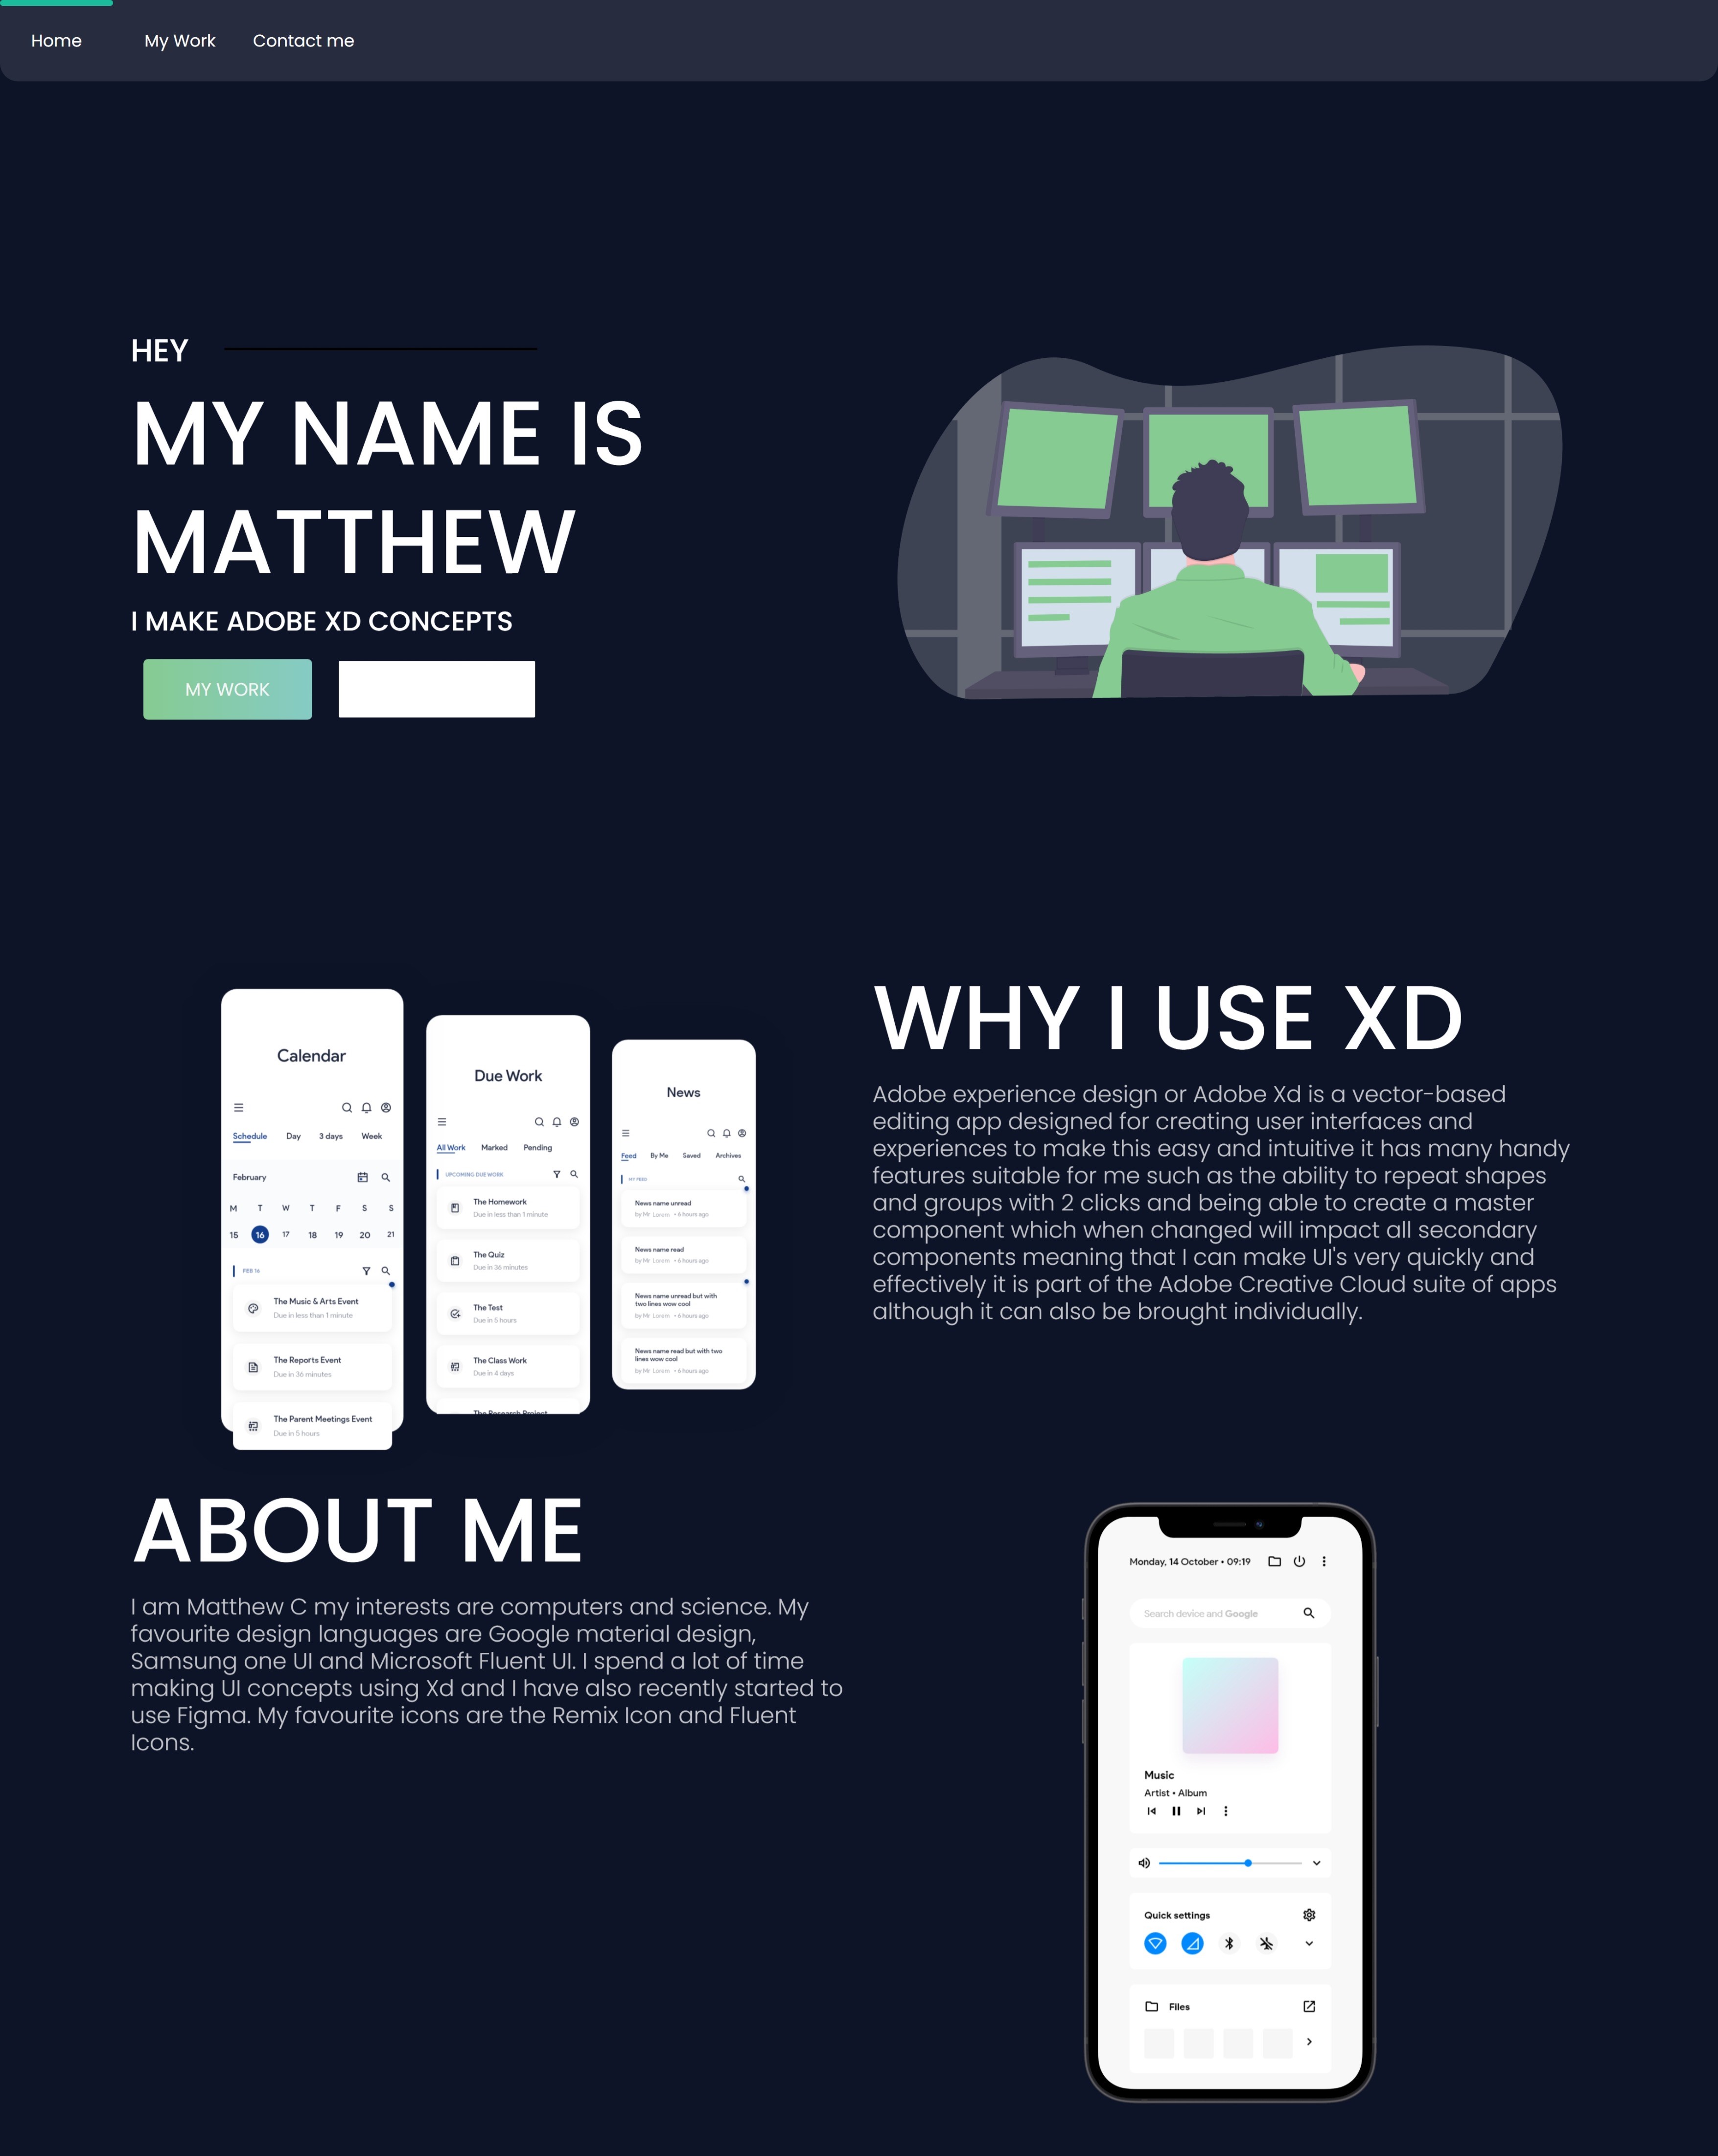 Home My Work Contact me
HEY
MY NAME IS
MATTHEW
I MAKE ADOBE XD CONCEPTS
MY WORK
Calendar
Schedule Day 3 days Week
February
M T W T F S S
15 16 17 18 19 20 21
FEB 16
The Music & Arts Event
Due in less than 1 minute
The Reports Event
Due in 36 minutes
The Parent Meetings Event
Due in 5 hours
Due Work
All Work Marked Pending
UPCOMING DUE WORK
The Homework
Due in less than 1 minute
The Quiz
Due in 36 minutes
The Test
Due in 5 hours
The Class Work
Due in 4 days
The Research Project
News
Feed By Me Saved Archives
MY FEED
News name unread
by Mr Lorem • 6 hours ago
News name read
by Mr Lorem • 6 hours ago
News name unread but with
two lines wow cool
by Mr Lorem • 6 hours ago
News name read but with two
lines wow cool
by Mr Lorem • 6 hours ago
WHY I USE XD
Adobe experience design or Adobe Xd is a vector-based
editing app designed for creating user interfaces and
experiences to make this easy and intuitive it has many handy
features suitable for me such as the ability to repeat shapes
and groups with 2 clicks and being able to create a master
component which when changed will impact all secondary
components meaning that I can make UI's very quickly and
effectively it is part of the Adobe Creative Cloud suite of apps
although it can also be brought individually.
ABOUT ME
I am Matthew C my interests are computers and science. My
favourite design languages are Google material design,
Samsung one UI and Microsoft Fluent UI. I spend a lot of time
making UI concepts using Xd and I have also recently started to
use Figma. My favourite icons are the Remix Icon and Fluent
Icons.
Monday, 14 October • 09:19
Search device and Google
Music
Artist • Album
Quick settings
Files